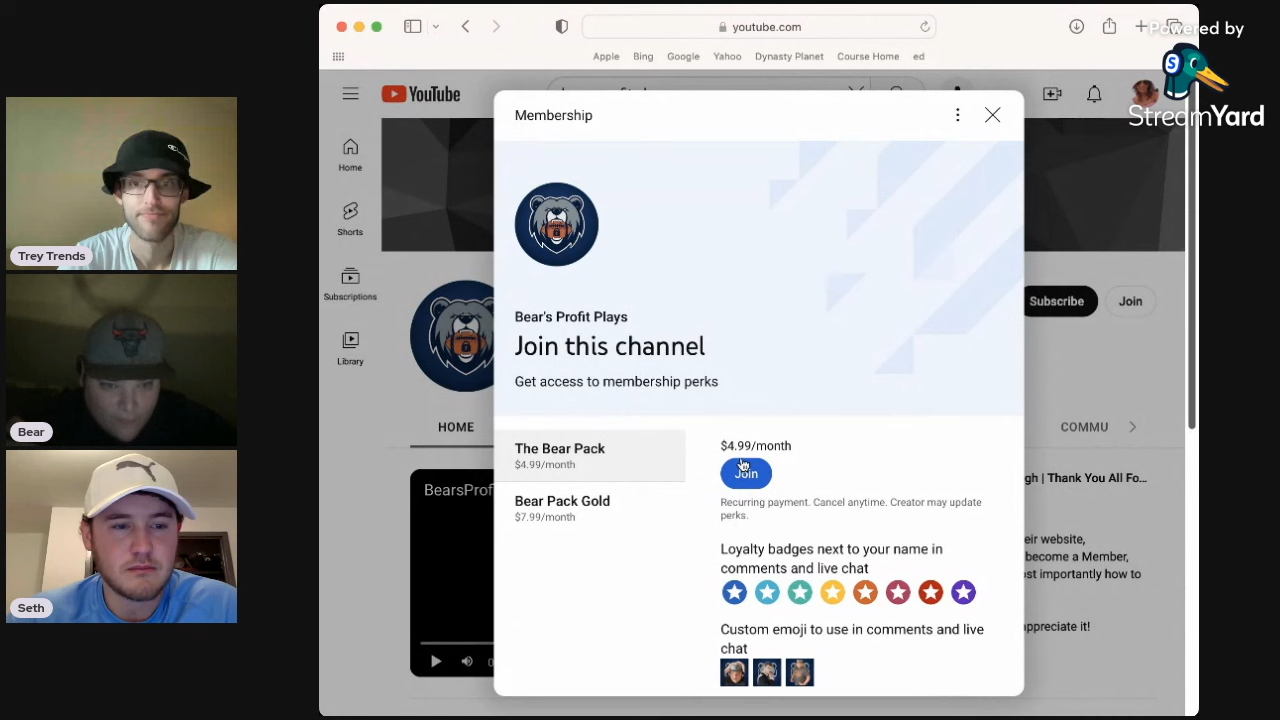 Powered by
StreamYard
youtube.com
Apple
Bing
Google
Yahoo
Dynasty Planet
Course Home
ed
YouTube
Home
Shorts
Subscriptions
Library
Trey Trends
Bear
Seth
Subscribe
Join
HOME
COMMU
BearsProf
gh | Thank You All Fo...
eir website,
become a Member,
st importantly how to
ppreciate it!
Membership
Bear's Profit Plays
Join this channel
Get access to membership perks
The Bear Pack
$4.99/month
Bear Pack Gold
$7.99/month
$4.99/month
Join
Recurring payment. Cancel anytime. Creator may update
perks.
Loyalty badges next to your name in
comments and live chat
Custom emoji to use in comments and live
chat